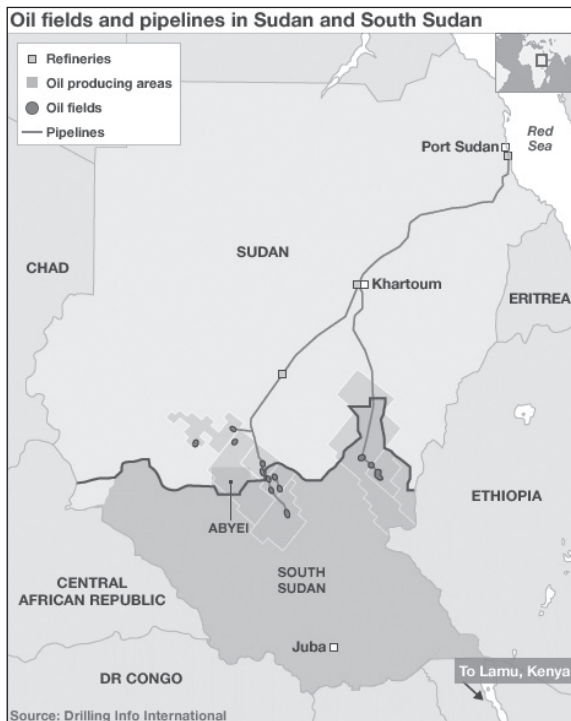 Oil fields and pipelines in Sudan and South Sudan
Refineries
Oil producing areas
Oil fields
Pipelines
Port Sudan
Red
Sea
SUDAN
CHAD
Khartoum
ERITREA
ETHIOPIA
ABYEI
CENTRAL
AFRICAN REPUBLIC
SOUTH
SUDAN
Juba
DR CONGO
To Lamu, Kenya
Source: Drilling Info International